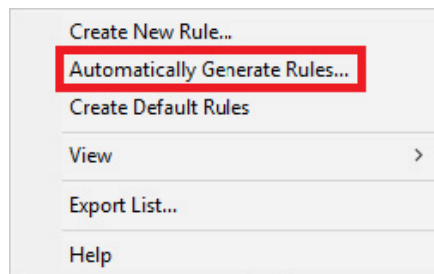 Create New Rule...
Automatically Generate Rules...
Create Default Rules
View
Export List...
Help